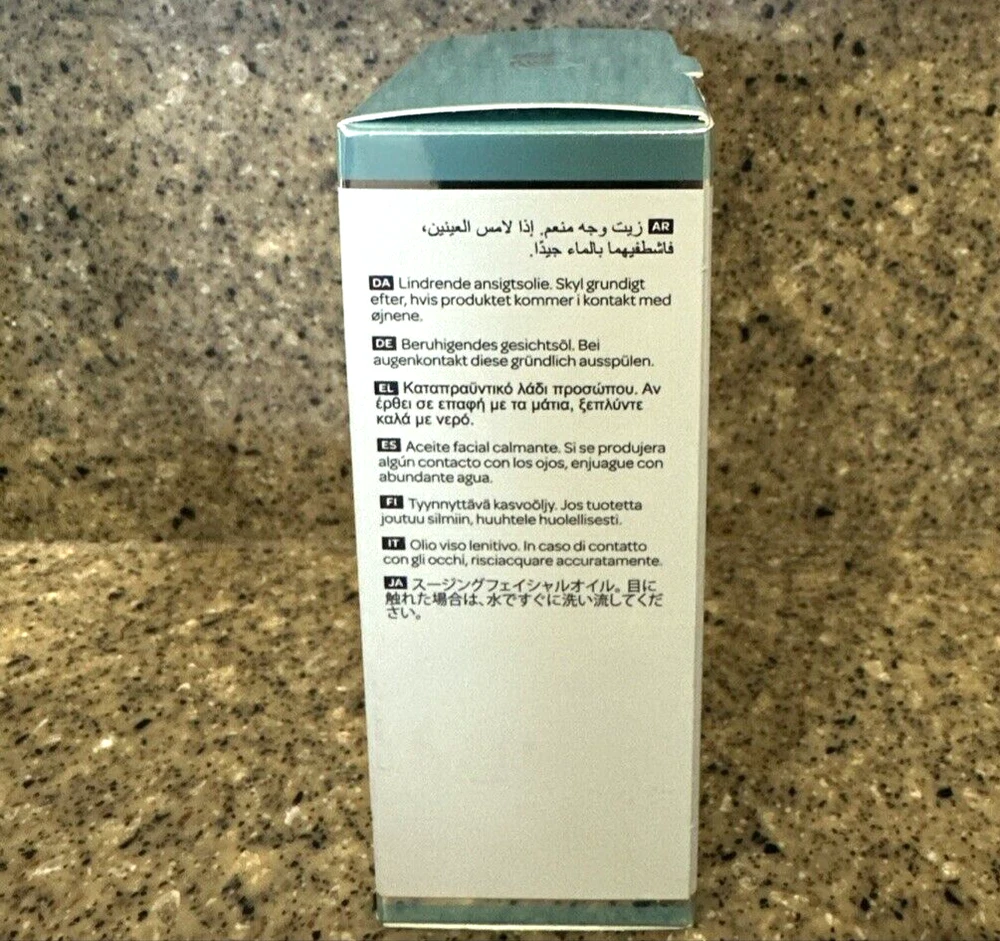 AR زيت وجه منعم. إذا لامس العينين،
فاشطفيهما بالماء جيدًا.
DA Lindrende ansigtsolie. Skyl grundigt
efter, hvis produktet kommer i kontakt med
øjnene.
DE Beruhigendes gesichtsöl. Bei
augenkontakt diese gründlich ausspülen.
EL Καταπραϋντικό λάδι προσώπου. Αν
έρθει σε επαφή με τα μάτια, ξεπλύντε
καλά με νερό.
ES Aceite facial calmante. Si se produjera
algún contacto con los ojos, enjuague con
abundante agua.
FI Tyynnyttävä kasvoöljy. Jos tuotetta
joutuu silmiin, huuhtele huolellisesti.
IT Olio viso lenitivo. In caso di contatto
con gli occhi, risciacquare accuratamente.
JA スージングフェイシャルオイル。目に
触れた場合は、水ですぐに洗い流してくだ
さい。